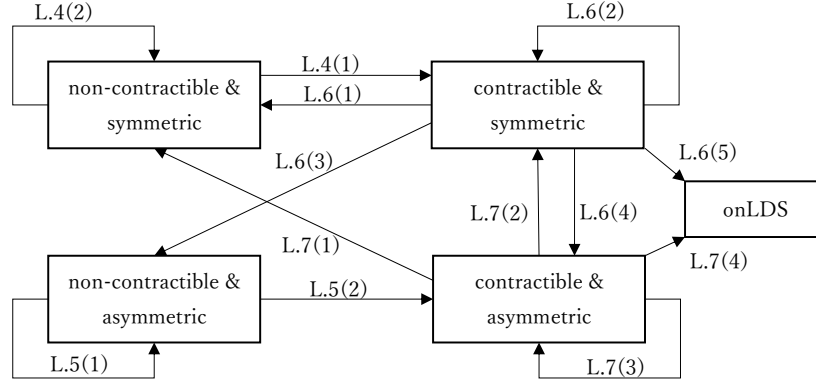 L.4(2)
L.6(2)
non-contractible &
symmetric
L.4(1)
L.6(1)
contractible &
symmetric
L.6(3)
L.6(5)
L.7(1)
L.7(2)
L.6(4)
onLDS
L.7(4)
non-contractible &
asymmetric
L.5(2)
contractible &
asymmetric
L.5(1)
L.7(3)